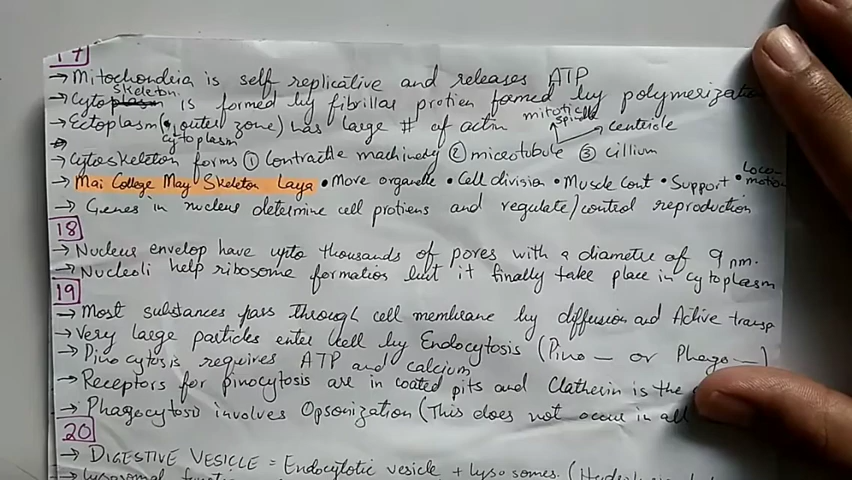 17
→ Mitochondria is self replicative and releases ATP
→ Cytoskeleton is formed by fibrillar protien formed by polymerization
mitotic spindle
→ Ectoplasm (outer zone) has large # of actin centriole
cytoplasm
→ Cytoskeleton forms ① Contractile machinery ② microtubule ③ cillium
→ Mai College May Skeleton Laya • Move organelle • Cell division • Muscle Cont • Support • Locomotion
→ Genes in nucleus determine cell protiens and regulate/control reproduction
18
→ Nucleus envelop have upto thousands of pores with a diametre of 9 nm.
→ Nucleoli help ribosome formation but it finally take place in cytoplasm
19
→ Most substances pass through cell membrane by diffusion and Active transp
→ Very large particles enter cell by Endocytosis (Pino — or Phago —)
→ Pinocytosis requires ATP and calcium
→ Receptors for pinocytosis are in coated pits and Clatherin is the
→ Phagocytosis involves Opsonization (This does not occur in all
20
→ DIGESTIVE VESICLE = Endocytotic vesicle + lysosomes.